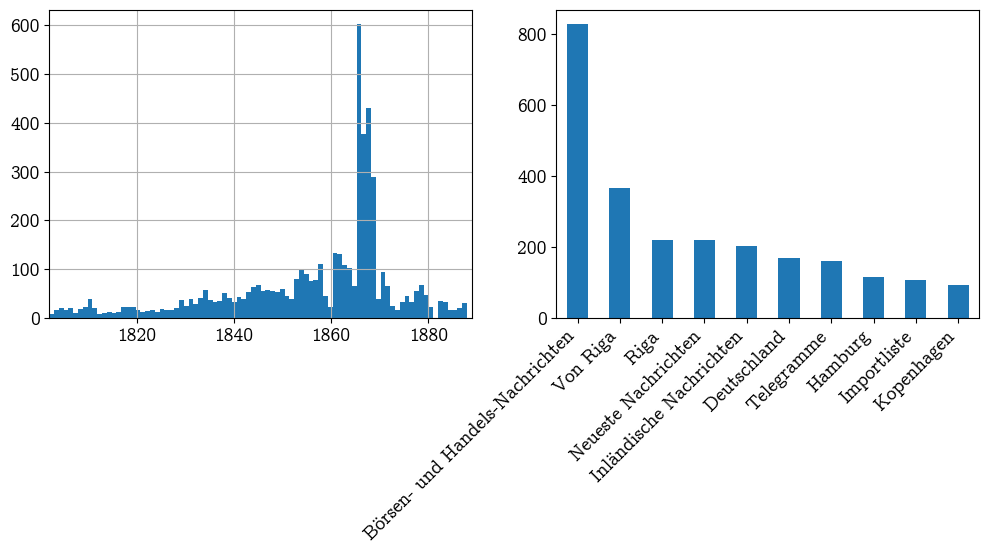 600
500
400
300
200
100
0
1820 1840 1860 1880
800
600
400
200
0
Börsen- und Handels-Nachrichten
Von Riga
Riga
Neueste Nachrichten
Inländische Nachrichten
Deutschland
Telegramme
Hamburg
Importliste
Kopenhagen